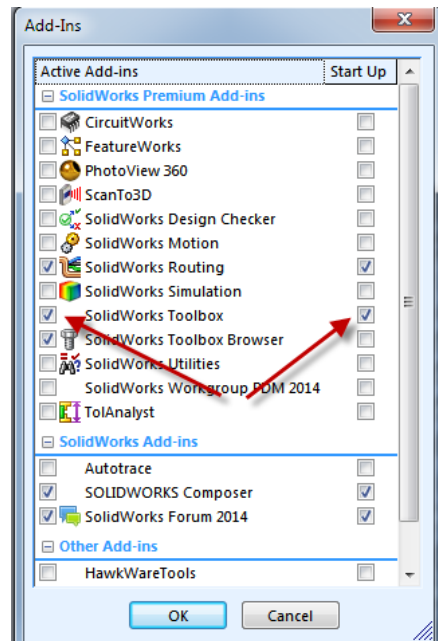 Add-Ins
Active Add-ins Start Up
SolidWorks Premium Add-ins
CircuitWorks
FeatureWorks
PhotoView 360
ScanTo3D
SolidWorks Design Checker
SolidWorks Motion
SolidWorks Routing
SolidWorks Simulation
SolidWorks Toolbox
SolidWorks Toolbox Browser
SolidWorks Utilities
SolidWorks Workgroup PDM 2014
TolAnalyst
SolidWorks Add-ins
Autotrace
SOLIDWORKS Composer
SolidWorks Forum 2014
Other Add-ins
HawkWareTools
OK Cancel